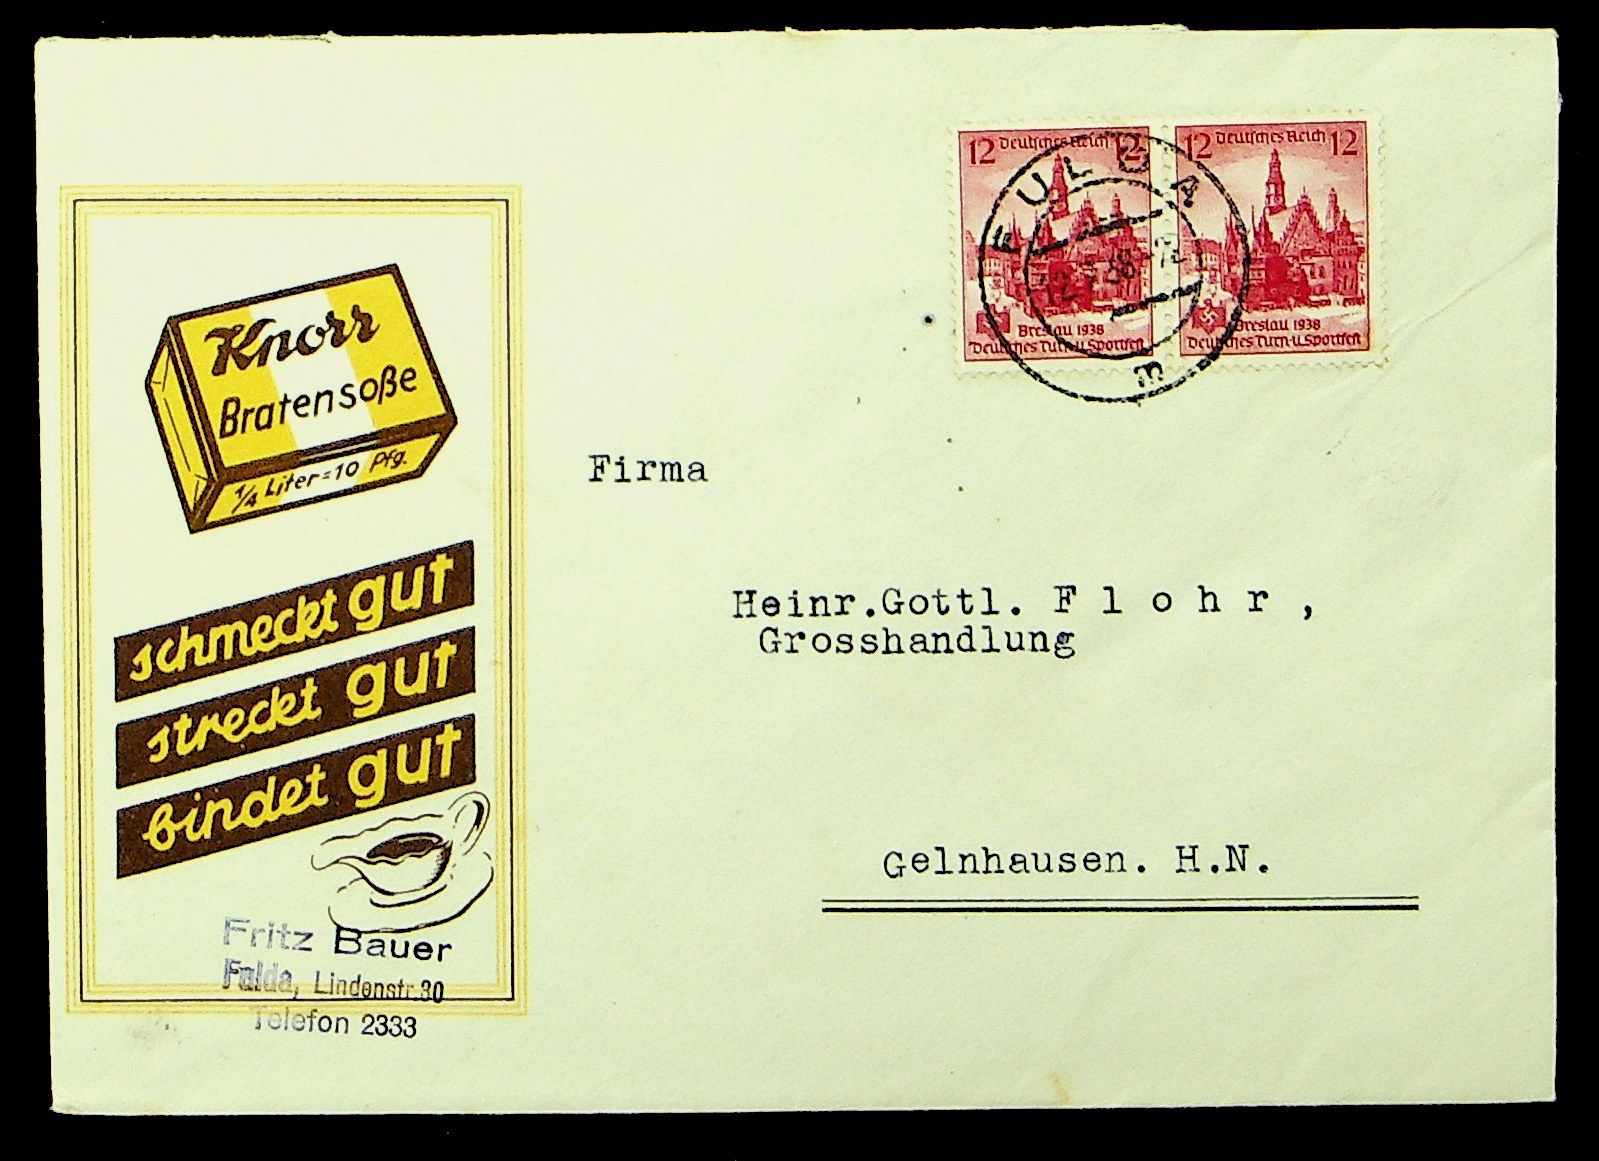 12 Deutsches Reich 12
Breslau 1938
Deutsches Turn-u. Sportfest
12 Deutsches Reich 12
Breslau 1938
Deutsches Turn-u. Sportfest
FULDA
m
Knorr
Bratensoße
1/4 Liter=10 Pfg.
schmeckt gut
streckt gut
bindet gut
Fritz Bauer
Fulda, Lindenstr.30
Telefon 2333
Firma
Heinr.Gottl. F l o h r ,
Grosshandlung
Gelnhausen. H.N.